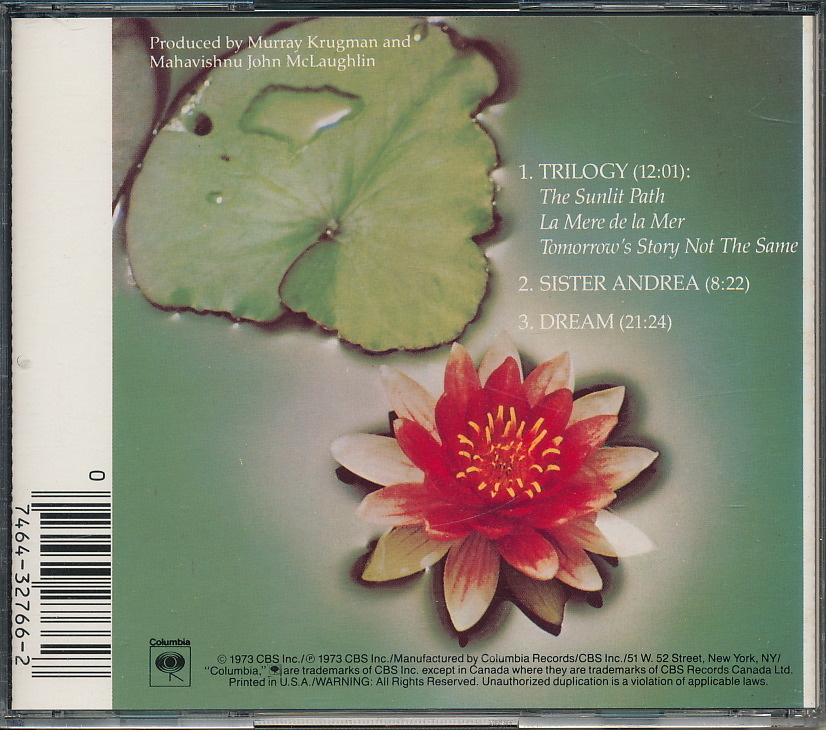 Produced by Murray Krugman and
Mahavishnu John McLaughlin
1. TRILOGY (12:01):
The Sunlit Path
La Mere de la Mer
Tomorrow's Story Not The Same
2. SISTER ANDREA (8:22)
3. DREAM (21:24)
0
7464-32766-2
Columbia
© 1973 CBS Inc./℗ 1973 CBS Inc./Manufactured by Columbia Records/CBS Inc./51 W. 52 Street, New York, NY/
"Columbia," are trademarks of CBS Inc. except in Canada where they are trademarks of CBS Records Canada Ltd.
Printed in U.S.A./WARNING: All Rights Reserved. Unauthorized duplication is a violation of applicable laws.